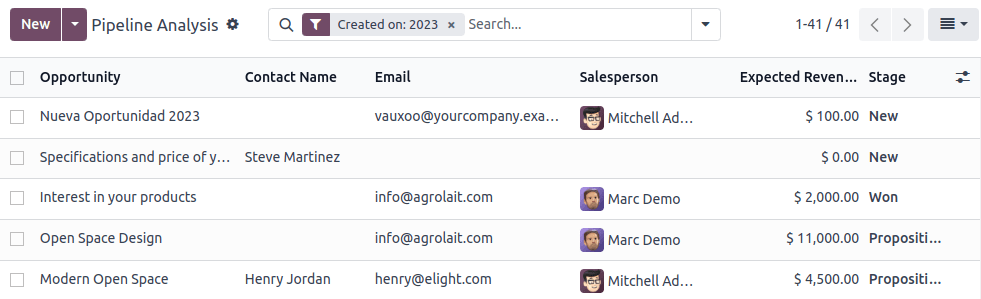 New Pipeline Analysis Created on: 2023 × Search... 1-41 / 41
Opportunity Contact Name Email Salesperson Expected Reven... Stage
Nueva Oportunidad 2023 vauxoo@yourcompany.exa... Mitchell Ad... $ 100.00 New
Specifications and price of y... Steve Martinez $ 0.00 New
Interest in your products info@agrolait.com Marc Demo $ 2,000.00 Won
Open Space Design info@agrolait.com Marc Demo $ 11,000.00 Propositi...
Modern Open Space Henry Jordan henry@elight.com Mitchell Ad... $ 4,500.00 Propositi...